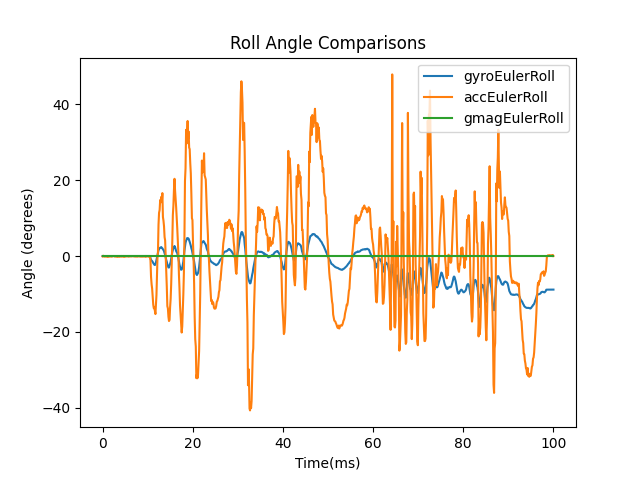 Roll Angle Comparisons
gyroEulerRoll
accEulerRoll
gmagEulerRoll
Angle (degrees)
40
20
0
−20
−40
0 20 40 60 80 100
Time(ms)